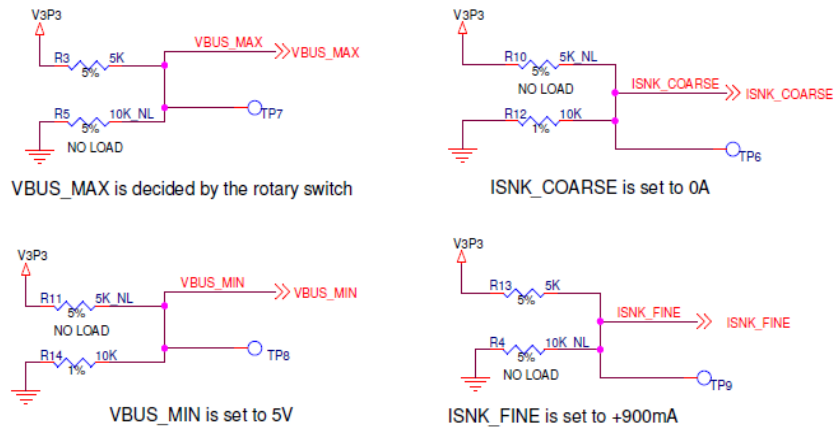 V3P3
R3 5K
5%
VBUS_MAX
VBUS_MAX
R5 10K_NL
5%
NO LOAD
TP7
VBUS_MAX is decided by the rotary switch
V3P3
R10 5K_NL
5%
NO LOAD
ISNK_COARSE
ISNK_COARSE
R12 10K
1%
TP6
ISNK_COARSE is set to 0A
V3P3
R11 5K_NL
5%
NO LOAD
VBUS_MIN
VBUS_MIN
R14 10K
1%
TP8
VBUS_MIN is set to 5V
V3P3
R13 5K
5%
ISNK_FINE
ISNK_FINE
R4 10K_NL
5%
NO LOAD
TP9
ISNK_FINE is set to +900mA